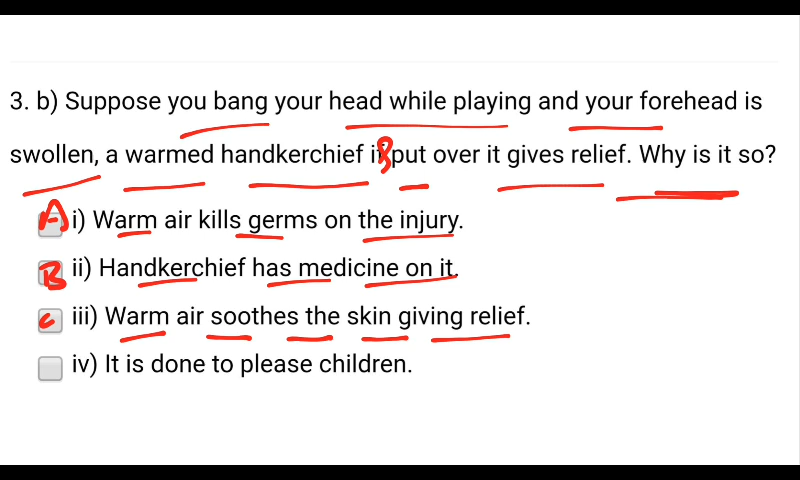 3. b) Suppose you bang your head while playing and your forehead is
swollen, a warmed handkerchief if put over it gives relief. Why is it so?
A i) Warm air kills germs on the injury.
B ii) Handkerchief has medicine on it.
C iii) Warm air soothes the skin giving relief.
iv) It is done to please children.